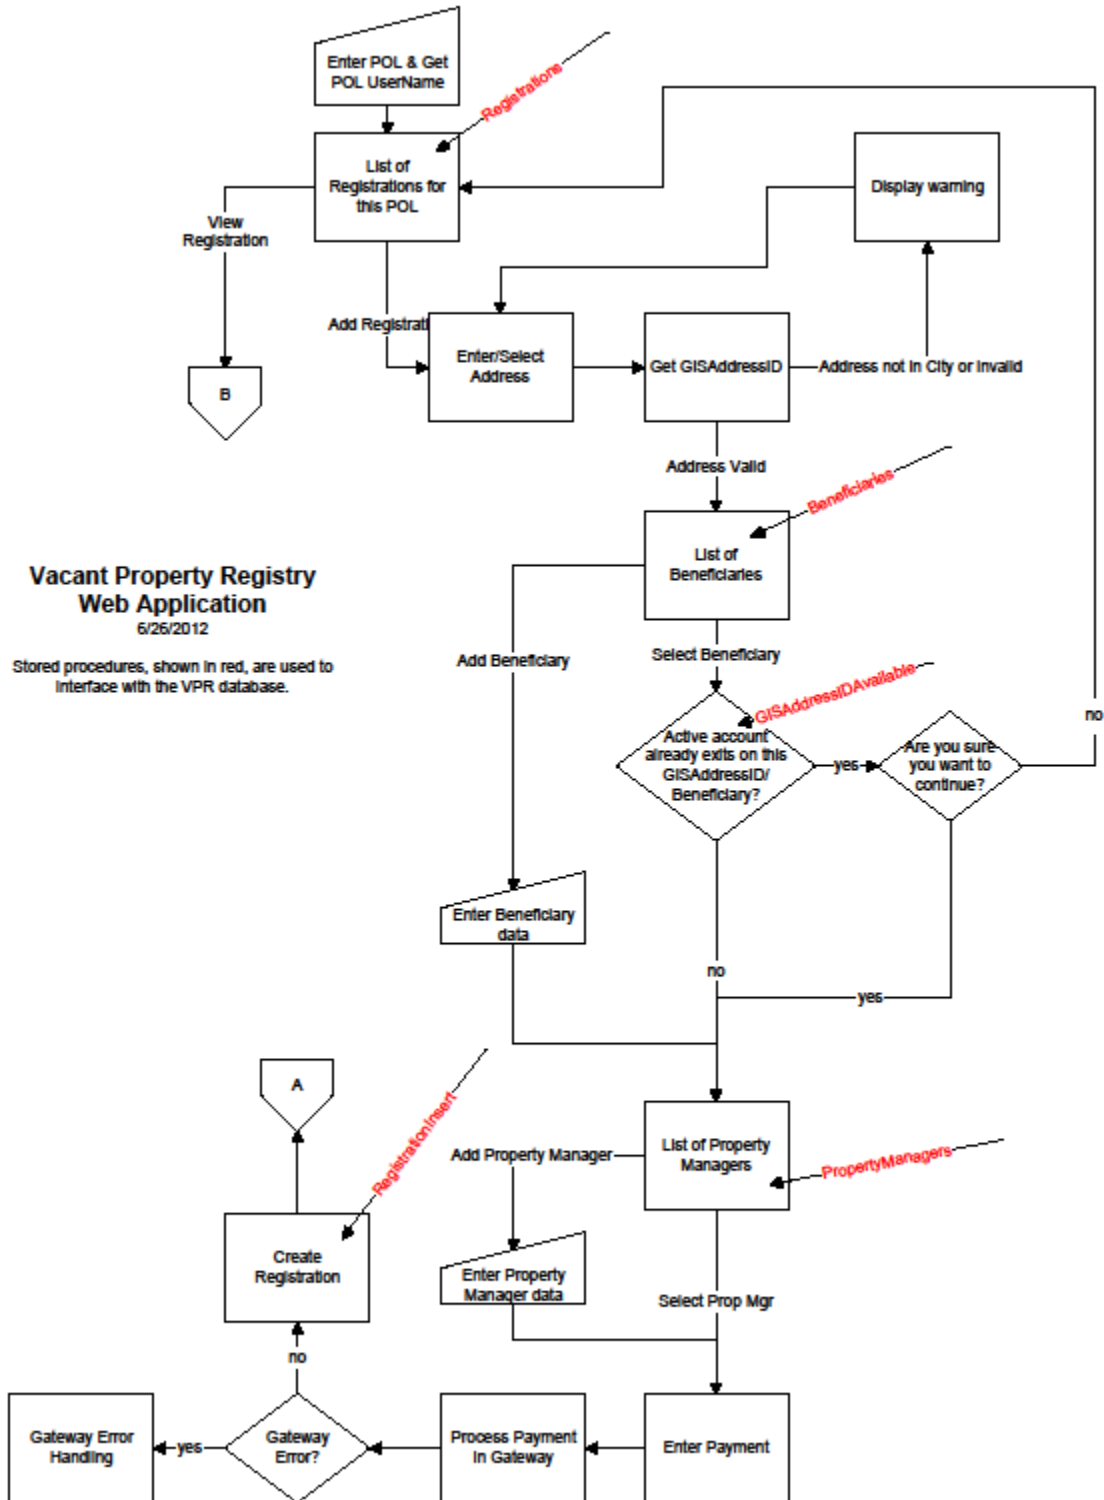 Enter POL & Get
POL UserName
Registrations
List of
Registrations for
this POL
Display warning
View
Registration
Add Registrati
Enter/Select
Address
Get GISAddressID
Address not in City or Invalid
B
Address Valid
Beneficiaries
List of
Beneficiaries
Vacant Property Registry
Web Application
6/26/2012
Stored procedures, shown in red, are used to
interface with the VPR database.
Add Beneficiary
Select Beneficiary
GISAddressIDAvailable
Active account
already exits on this
GISAddressID/
Beneficiary?
yes
Are you sure
you want to
continue?
no
Enter Beneficiary
data
no
yes
A
RegistrationInsert
Add Property Manager
List of Property
Managers
PropertyManagers
Create
Registration
Enter Property
Manager data
Select Prop Mgr
no
Gateway Error
Handling
yes
Gateway
Error?
Process Payment
in Gateway
Enter Payment